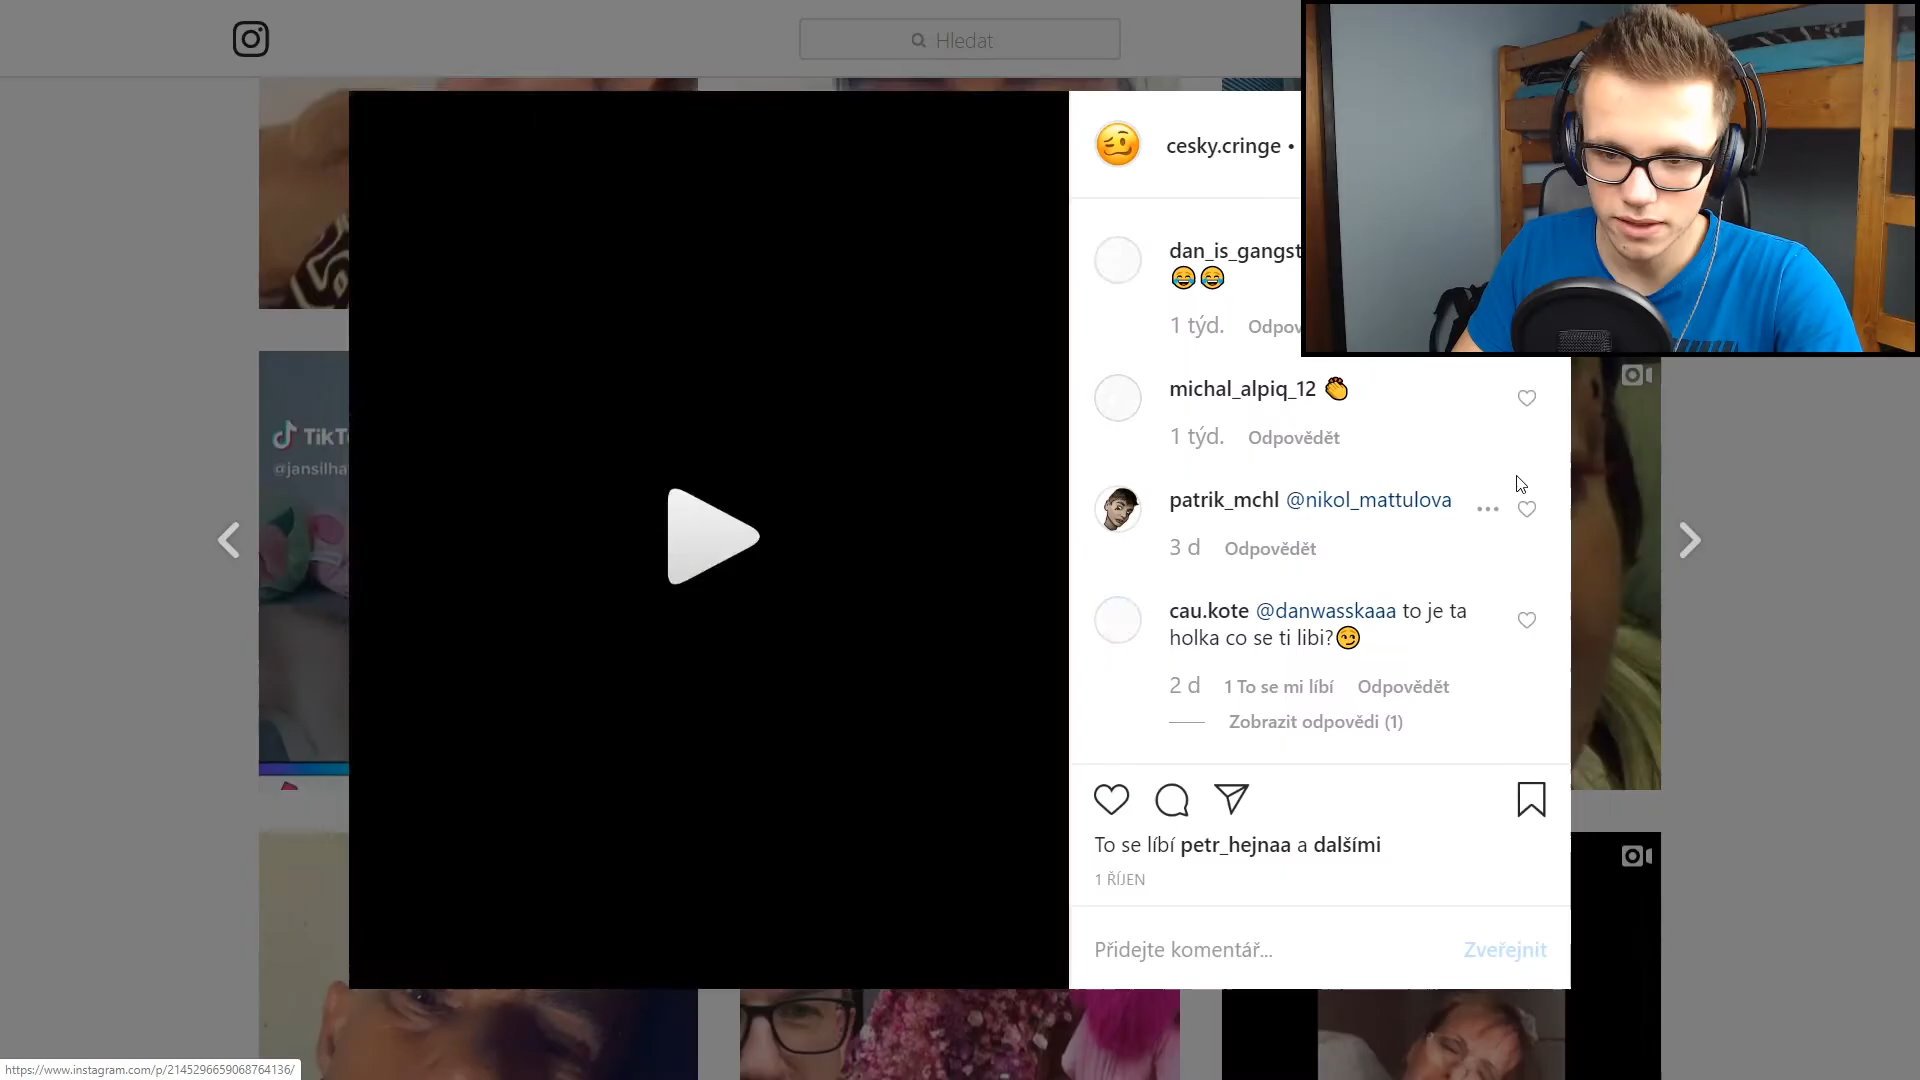 Hledat
cesky.cringe •
dan_is_gangst
😂😂
1 týd. Odpov
michal_alpiq_12 👏
1 týd. Odpovědět
patrik_mchl @nikol_mattulova
3 d Odpovědět
cau.kote @danwasskaaa to je ta
holka co se ti libi?😏
2 d 1 To se mi líbí Odpovědět
Zobrazit odpovědi (1)
To se líbí petr_hejnaa a dalšími
1 ŘÍJEN
Přidejte komentář...
Zveřejnit
TikT
@jansilha
https://www.instagram.com/p/2145296659068764136/